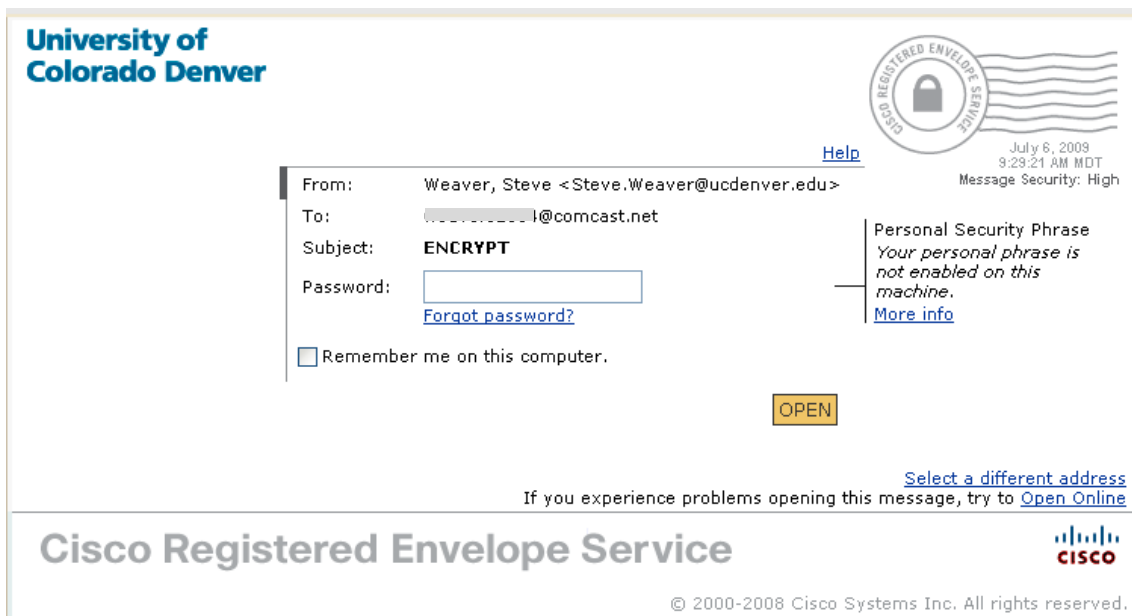 University of
Colorado Denver
CISCO REGISTERED ENVELOPE SERVICE
July 6, 2009
9:29:21 AM MDT
Message Security: High
Help
From: Weaver, Steve <Steve.Weaver@ucdenver.edu>
To: @comcast.net
Subject: ENCRYPT
Password:
Forgot password?
Remember me on this computer.
Personal Security Phrase
Your personal phrase is
not enabled on this
machine.
More info
OPEN
Select a different address
If you experience problems opening this message, try to Open Online
Cisco Registered Envelope Service
CISCO
© 2000-2008 Cisco Systems Inc. All rights reserved.